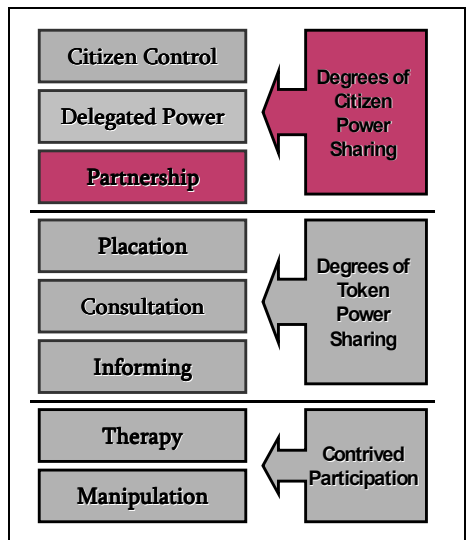 Citizen Control
Delegated Power
Partnership
Degrees of
Citizen
Power
Sharing
Placation
Consultation
Informing
Degrees of
Token
Power
Sharing
Therapy
Manipulation
Contrived
Participation